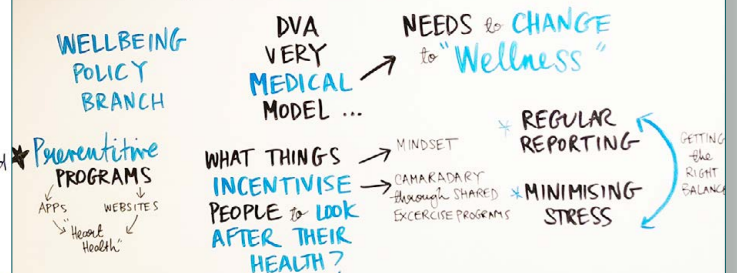 WELLBEING
POLICY
BRANCH
DVA
VERY
MEDICAL
MODEL ...
NEEDS to CHANGE
to "Wellness"
Preventitive
PROGRAMS
APPS
WEBSITES
"Heart
Health"
WHAT THINGS
INCENTIVISE
PEOPLE to LOOK
AFTER THEIR
HEALTH?
MINDSET
CAMARADARY
through SHARED
EXCERCISE PROGRAMS
REGULAR
REPORTING
MINIMISING
STRESS
GETTING
the
RIGHT
BALANCE